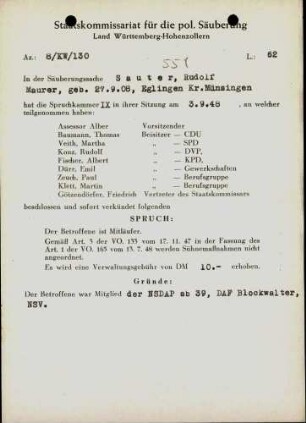 Staatskommissariat für die pol. Säuberung
Land Württemberg-Hohenzollern
Az.: 8/KW/130
L.: 62
551
In der Säuberungssache Sauter, Rudolf
Maurer, geb. 27.9.08, Eglingen Kr.Münsingen
hat die Spruchkammer IX in ihrer Sitzung am 3.9.48, an welcher
teilgenommen haben:
Assessor Alber Vorsitzender
Baumann, Thomas Beisitzer — CDU
Veith, Martha „ — SPD
Konz, Rudolf „ — DVP,
Fischer, Albert „ — KPD,
Dürr, Emil „ — Gewerkschaften
Zeuch, Paul „ — Berufsgruppe
Klett, Martin „ — Berufsgruppe
Götzendörfer, Friedrich Vertreter des Staatskommissars
beschlossen und sofort verkündet folgenden
SPRUCH:
Der Betroffene ist Mitläufer.
Gemäß Art. 5 der VO. 133 vom 17. 11. 47 in der Fassung des
Art. 1 der VO. 165 vom 13. 7. 48 werden Sühnemaßnahmen nicht
angeordnet.
Es wird eine Verwaltungsgebühr von DM 10.- erhoben.
Gründe:
Der Betroffene war Mitglied der NSDAP ab 39, DAF Blockwalter,
NSV.